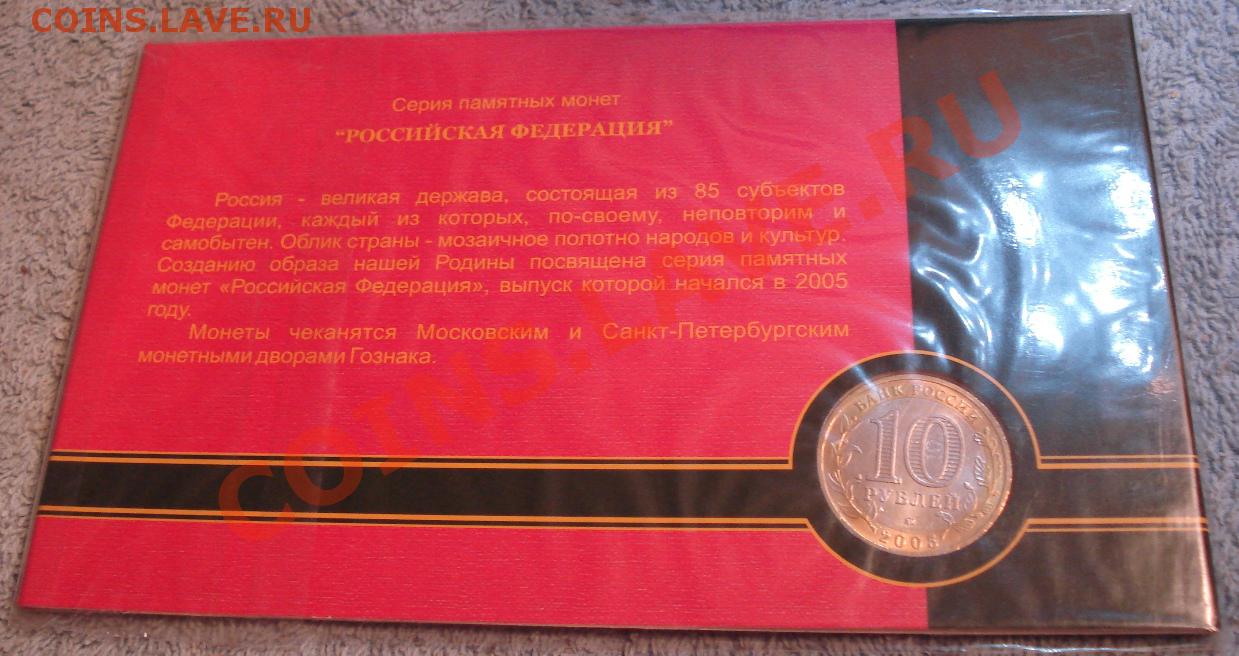 COINS.LAVE.RU
Серия памятных монет
“РОССИЙСКАЯ ФЕДЕРАЦИЯ”
Россия - великая держава, состоящая из 85 субъектов
Федерации, каждый из которых, по-своему, неповторим и
самобытен. Облик страны - мозаичное полотно народов и культур.
Созданию образа нашей Родины посвящена серия памятных
монет «Российская Федерация», выпуск которой начался в 2005
году.
Монеты чеканятся Московским и Санкт-Петербургским
монетными дворами Гознака.
COINS.LAVE.RU
БАНК РОССИИ
10
РУБЛЕЙ